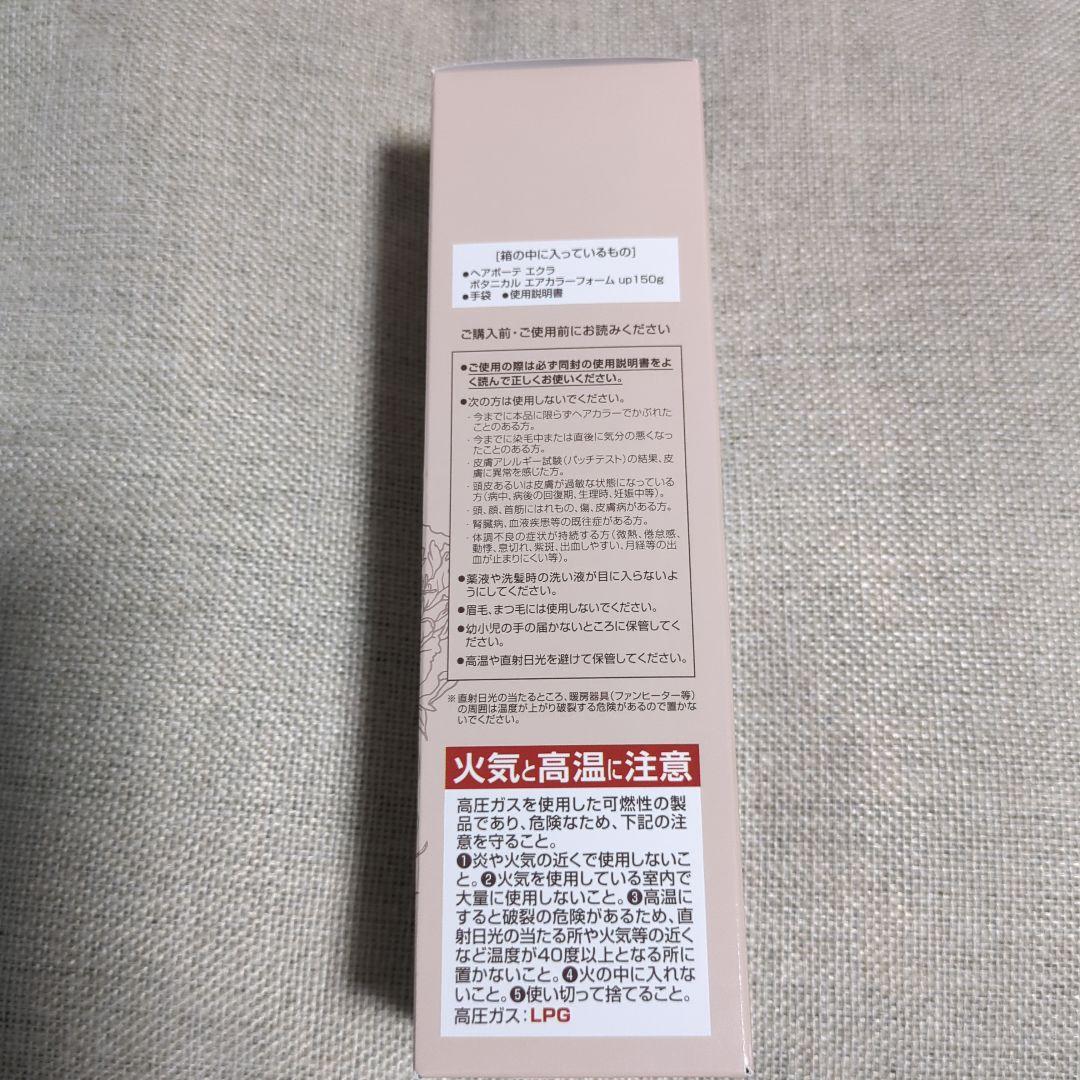 [箱の中に入っているもの]
●ヘアボーテ エクラ
ボタニカル エアカラーフォーム up150g
●手袋 ●使用説明書
ご購入前・ご使用前にお読みください
●ご使用の際は必ず同封の使用説明書をよ
く読んで正しくお使いください。
●次の方は使用しないでください。
・今までに本品に限らずヘアカラーでかぶれた
ことのある方。
・今までに染毛中または直後に気分の悪くなっ
たことのある方。
・皮膚アレルギー試験(パッチテスト)の結果、皮
膚に異常を感じた方。
・頭皮あるいは皮膚が過敏な状態になっている
方(病中、病後の回復期、生理時、妊娠中等)。
・頭、顔、首筋にはれもの、傷、皮膚病がある方。
・腎臓病、血液疾患等の既往症がある方。
・体調不良の症状が持続する方(微熱、倦怠感、
動悸、息切れ、紫斑、出血しやすい、月経等の出
血が止まりにくい等)。
●薬液や洗髪時の洗い液が目に入らないよ
うにしてください。
●眉毛、まつ毛には使用しないでください。
●幼小児の手の届かないところに保管してく
ださい。
●高温や直射日光を避けて保管してください。
※直射日光の当たるところ、暖房器具(ファンヒーター等)
の周囲は温度が上がり破裂する危険があるので置かな
いでください。
火気と高温に注意
高圧ガスを使用した可燃性の製
品であり、危険なため、下記の注
意を守ること。
❶炎や火気の近くで使用しないこ
と。❷火気を使用している室内で
大量に使用しないこと。❸高温に
すると破裂の危険があるため、直
射日光の当たる所や火気等の近く
など温度が40度以上となる所に
置かないこと。❹火の中に入れな
いこと。❺使い切って捨てること。
高圧ガス:LPG